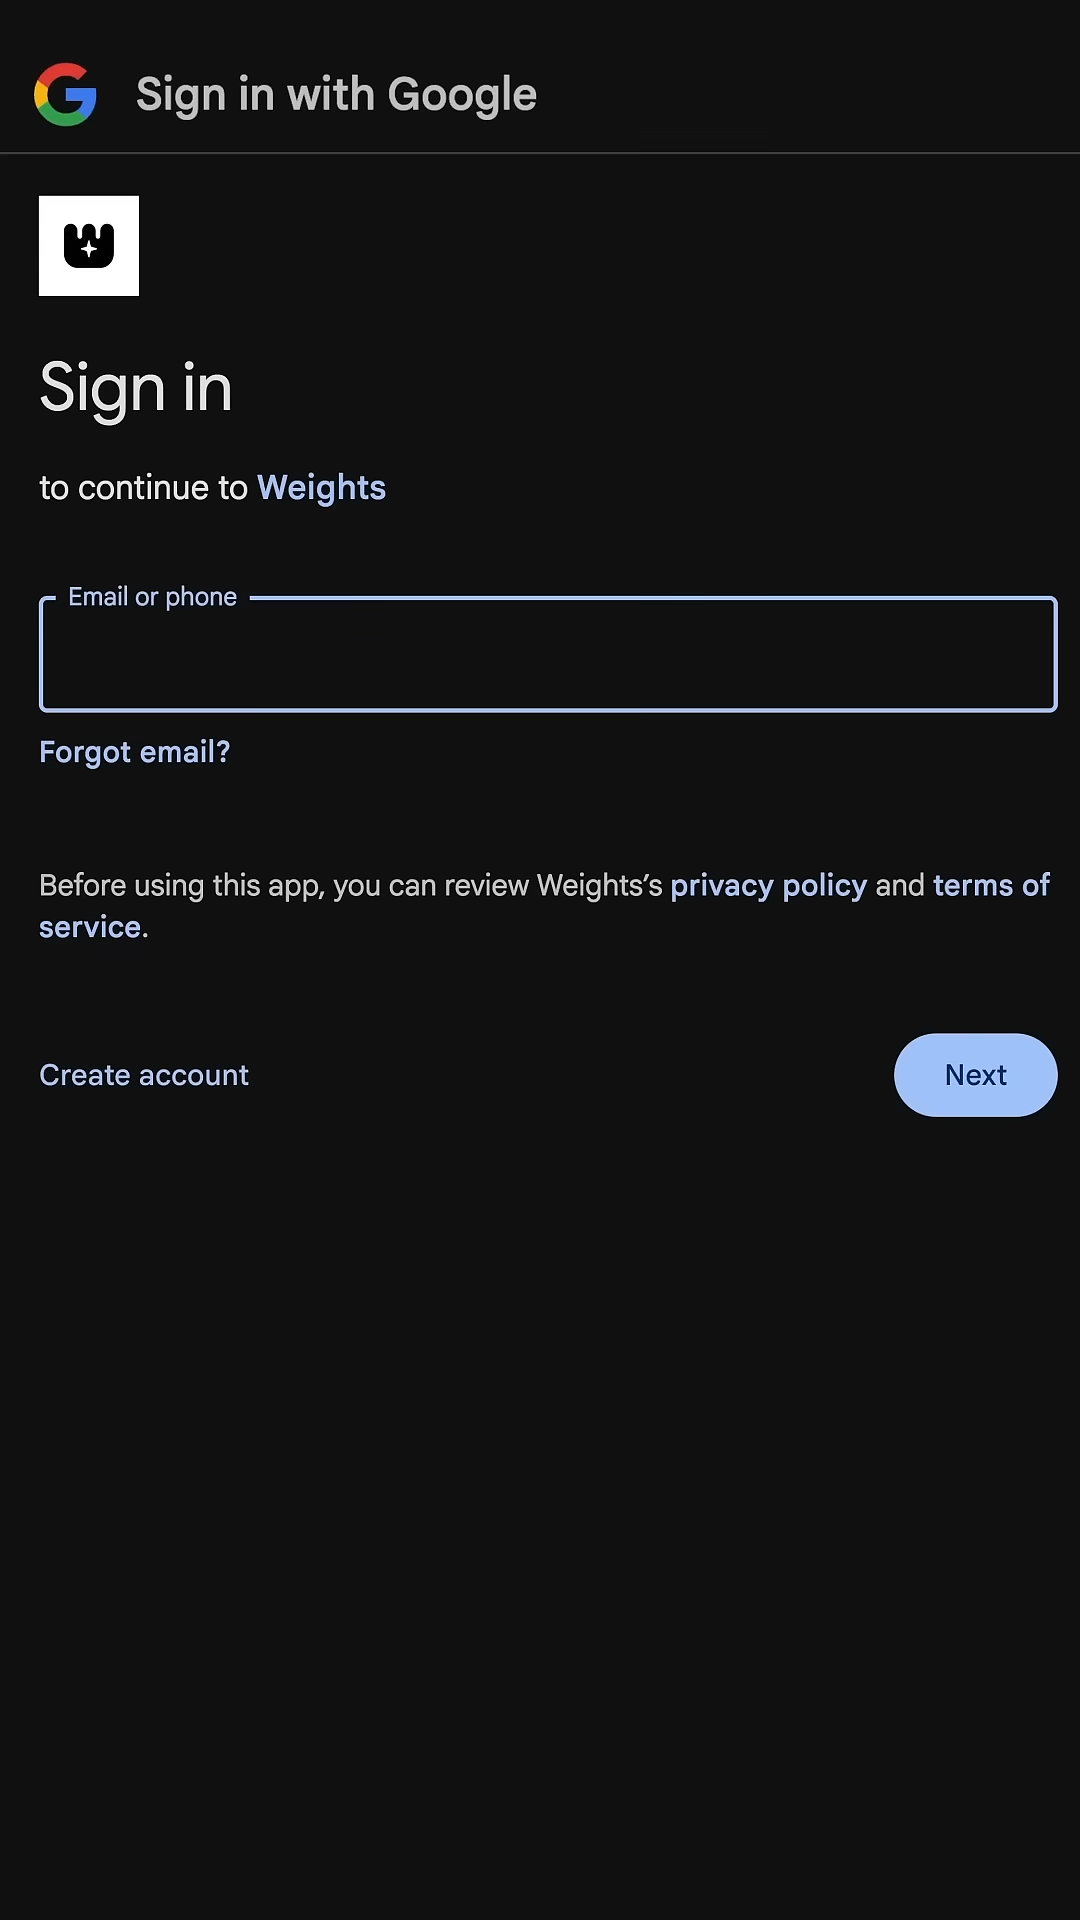 Sign in with Google
Sign in
to continue to Weights
Email or phone
Forgot email?
Before using this app, you can review Weights’s privacy policy and terms of
service.
Create account
Next